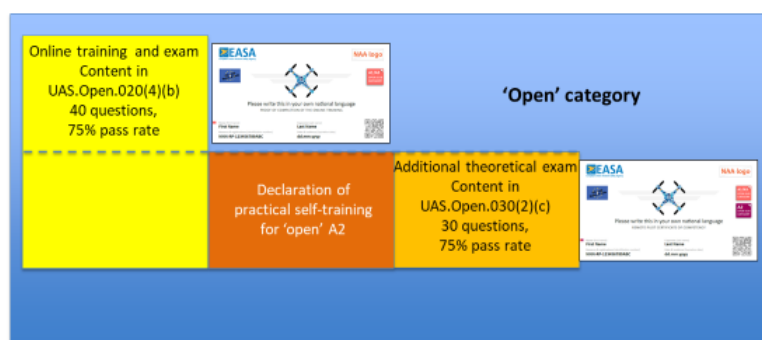 Online training and exam
Content in
UAS.Open.020(4)(b)
40 questions,
75% pass rate
EASA
NAA logo
Please write this in your own national language
First Name
Last Name
'Open' category
Declaration of
practical self-training
for 'open' A2
Additional theoretical exam
Content in
UAS.Open.030(2)(c)
30 questions,
75% pass rate
EASA
NAA logo
Please write this in your own national language
First Name
Last Name